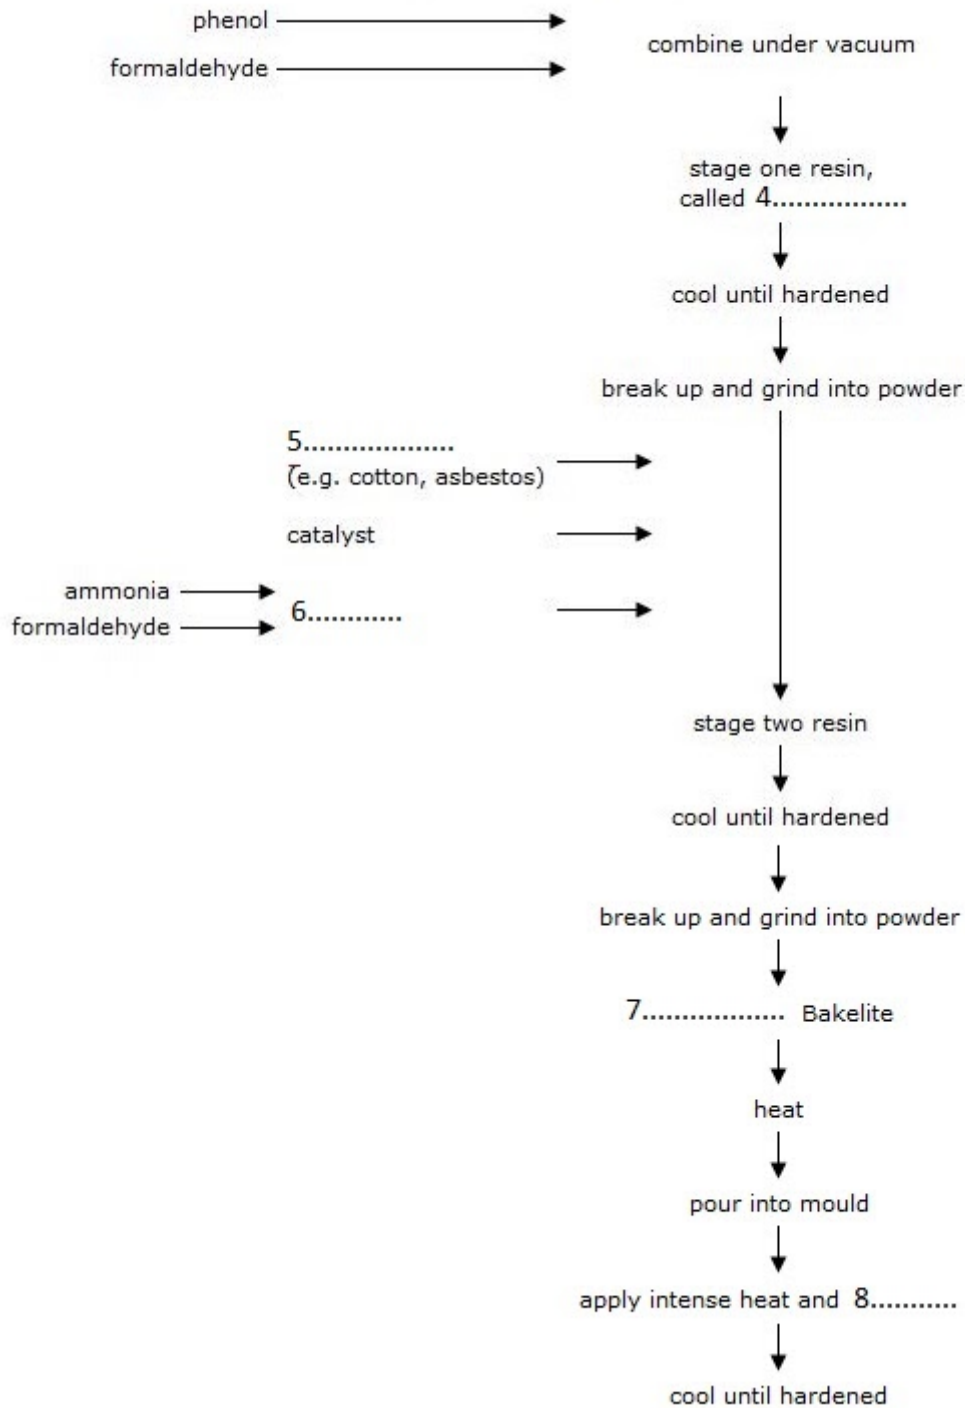 phenol
formaldehyde
combine under vacuum
stage one resin,
called 4.................
cool until hardened
break up and grind into powder
5...................
(e.g. cotton, asbestos)
catalyst
ammonia
formaldehyde
6............
stage two resin
cool until hardened
break up and grind into powder
7.................. Bakelite
heat
pour into mould
apply intense heat and 8...........
cool until hardened